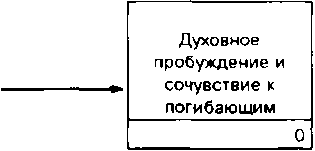 Духовное
пробуждение и
сочувствие к
погибающим
0